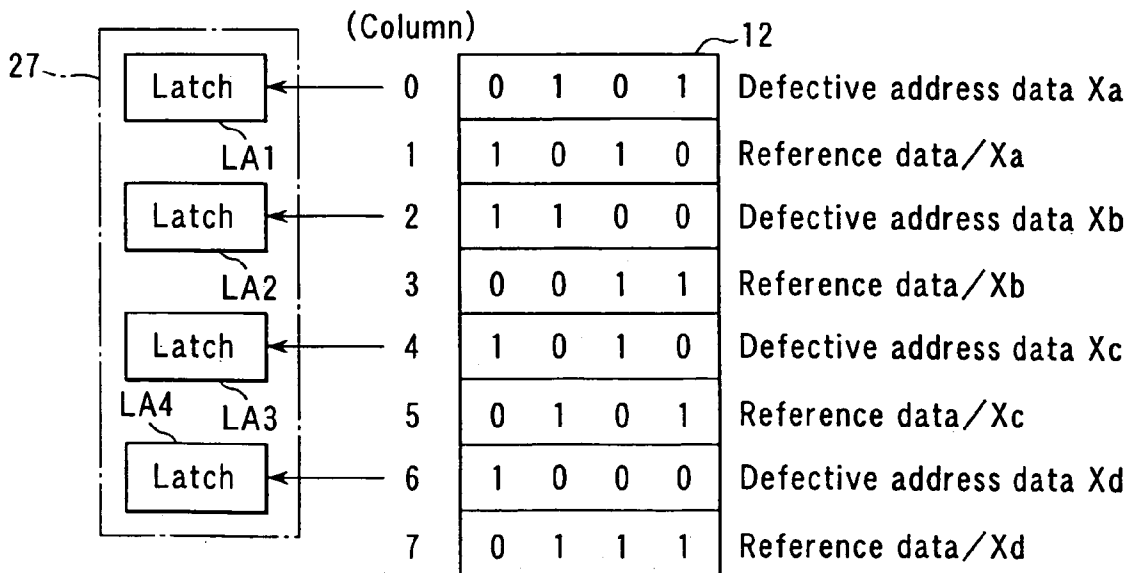 (Column)
27
12
Latch
0
0 1 0 1
Defective address data Xa
LA1
1
1 0 1 0
Reference data/Xa
Latch
2
1 1 0 0
Defective address data Xb
LA2
3
0 0 1 1
Reference data/Xb
Latch
4
1 0 1 0
Defective address data Xc
LA4
LA3
5
0 1 0 1
Reference data/Xc
Latch
6
1 0 0 0
Defective address data Xd
7
0 1 1 1
Reference data/Xd